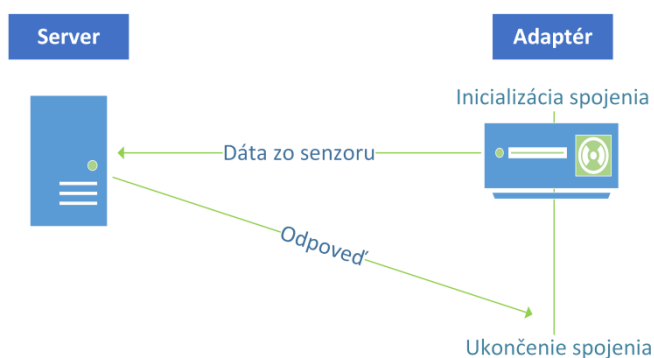 Server
Adaptér
Inicializácia spojenia
Dáta zo senzoru
Odpoveď
Ukončenie spojenia